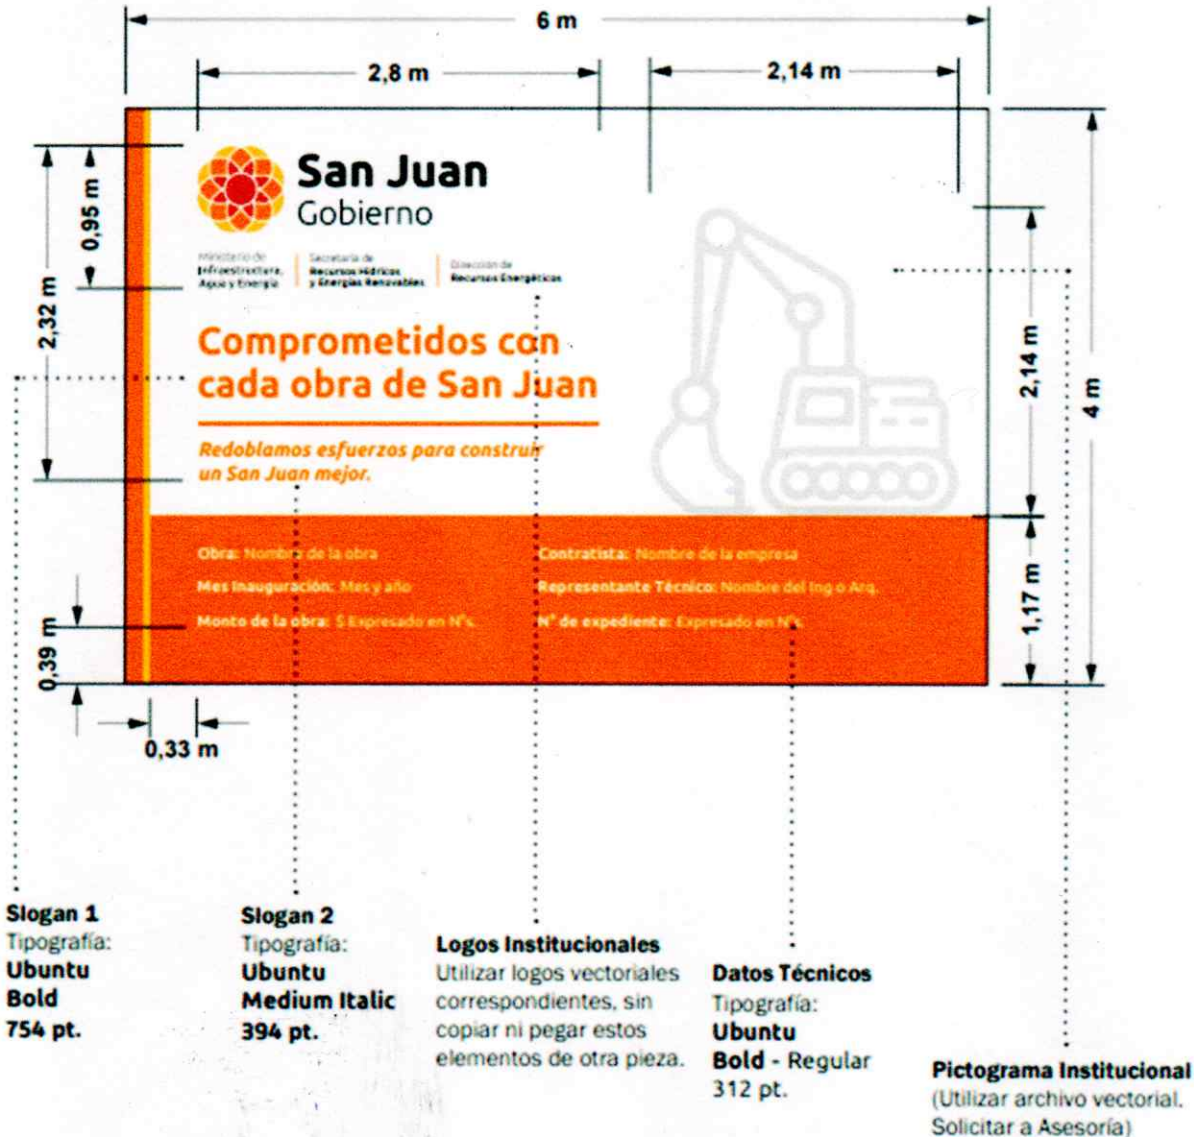 6 m
2,8 m
2,14 m
San Juan
Gobierno
0,95 m
2,32 m
Ministerio de
Infraestructura,
Agua y Energía
Secretaría de
Recursos Hídricos
y Energías Renovables
Dirección de
Recursos Energéticos
Comprometidos con
cada obra de San Juan
Redoblamos esfuerzos para construir
un San Juan mejor.
2,14 m
4 m
Obra: Nombre de la obra
Contratista: Nombre de la empresa
Mes Inauguración: Mes y año
Representante Técnico: Nombre del Ing o Arq.
Monto de la obra: $ Expresado en N°s.
N° de expediente: Expresado en N°s.
1,17 m
0,39 m
0,33 m
Slogan 1
Tipografía:
Ubuntu
Bold
754 pt.
Slogan 2
Tipografía:
Ubuntu
Medium Italic
394 pt.
Logos Institucionales
Utilizar logos vectoriales
correspondientes, sin
copiar ni pegar estos
elementos de otra pieza.
Datos Técnicos
Tipografía:
Ubuntu
Bold - Regular
312 pt.
Pictograma Institucional
(Utilizar archivo vectorial.
Solicitar a Asesoría)